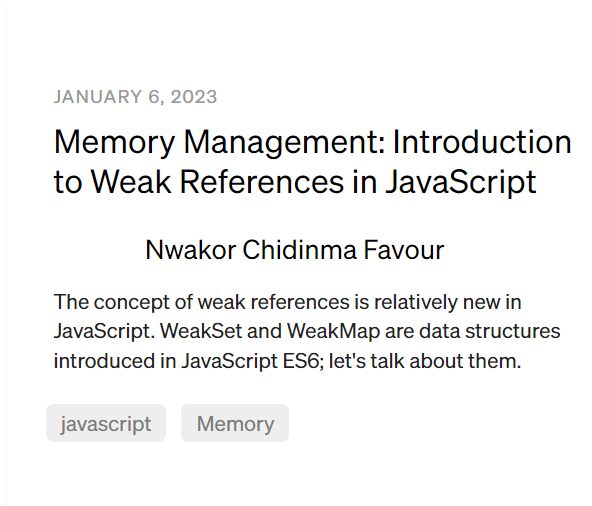 JANUARY 6, 2023
Memory Management: Introduction
to Weak References in JavaScript
Nwakor Chidinma Favour
The concept of weak references is relatively new in
JavaScript. WeakSet and WeakMap are data structures
introduced in JavaScript ES6; let's talk about them.
javascript Memory